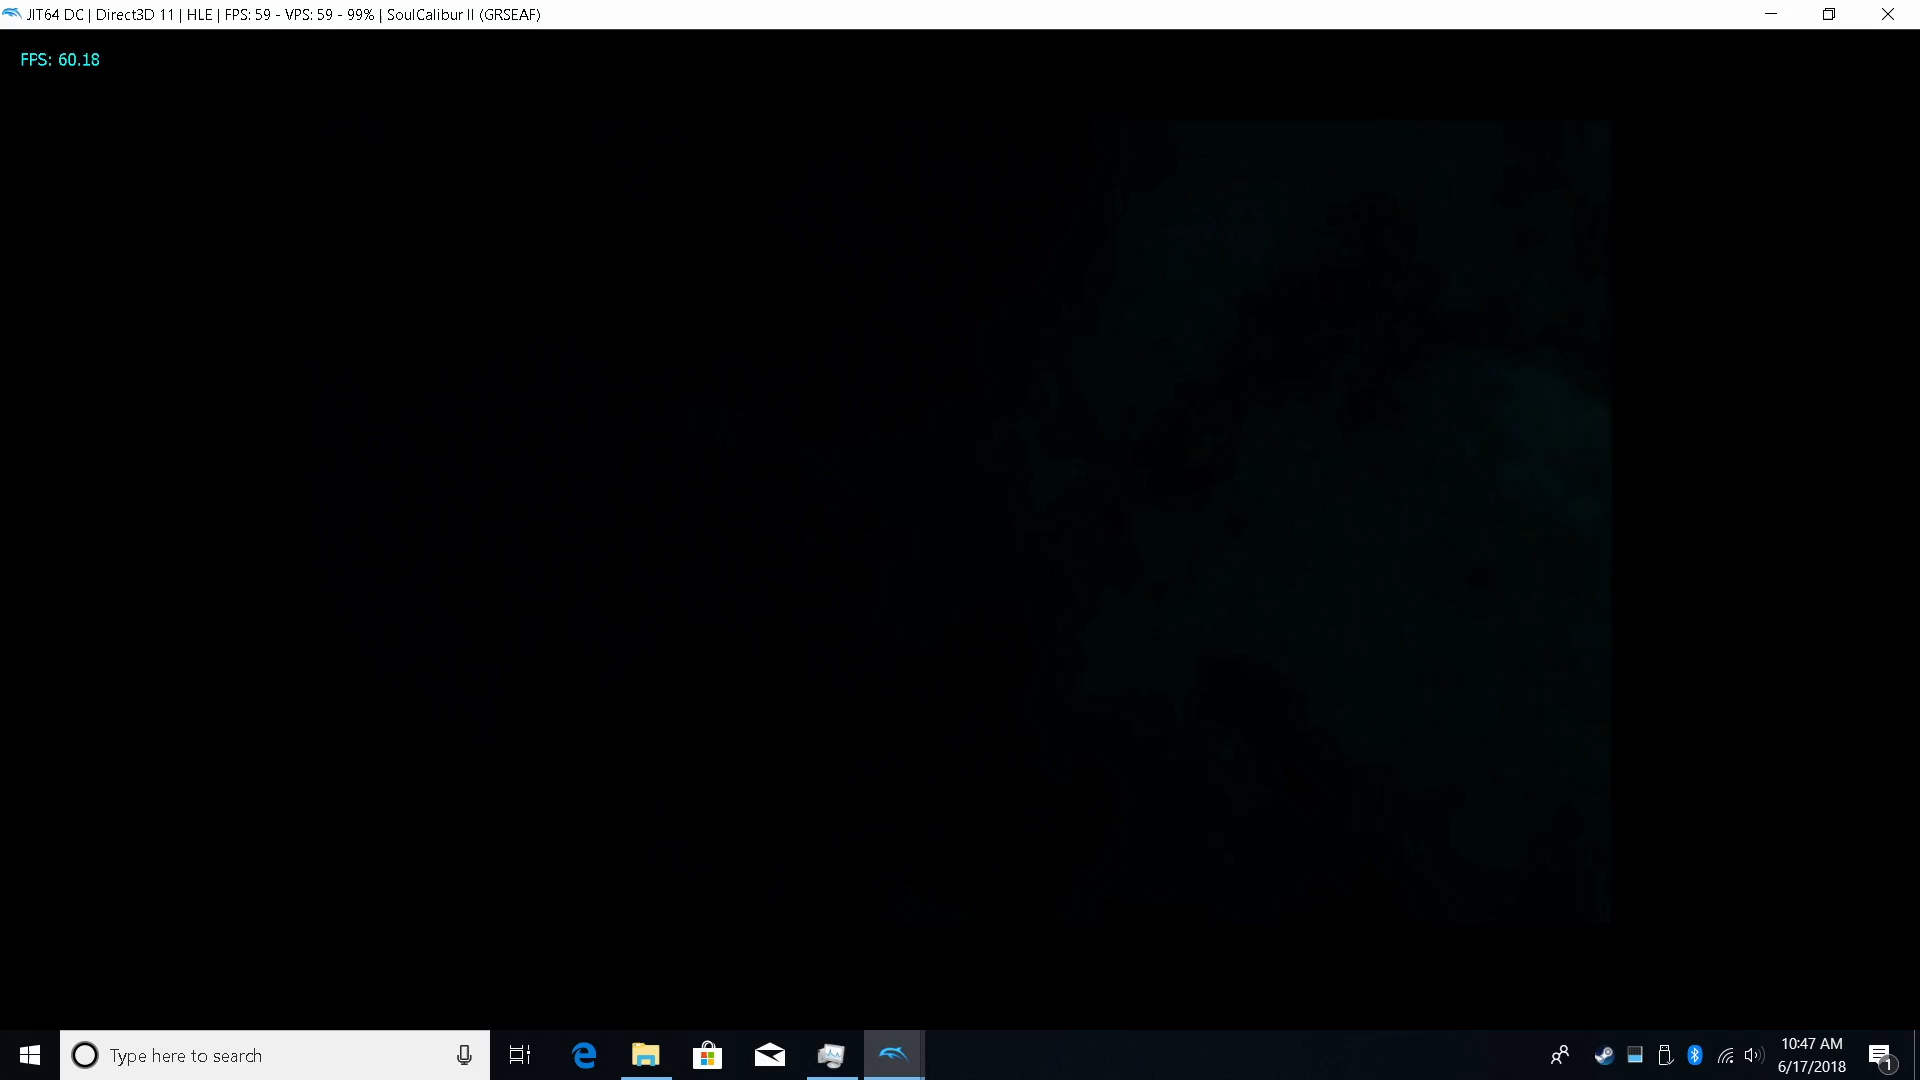 JIT64 DC | Direct3D 11 | HLE | FPS: 59 - VPS: 59 - 99% | SoulCalibur II (GRSEAF)
FPS: 60.18
Type here to search
10:47 AM
6/17/2018
1